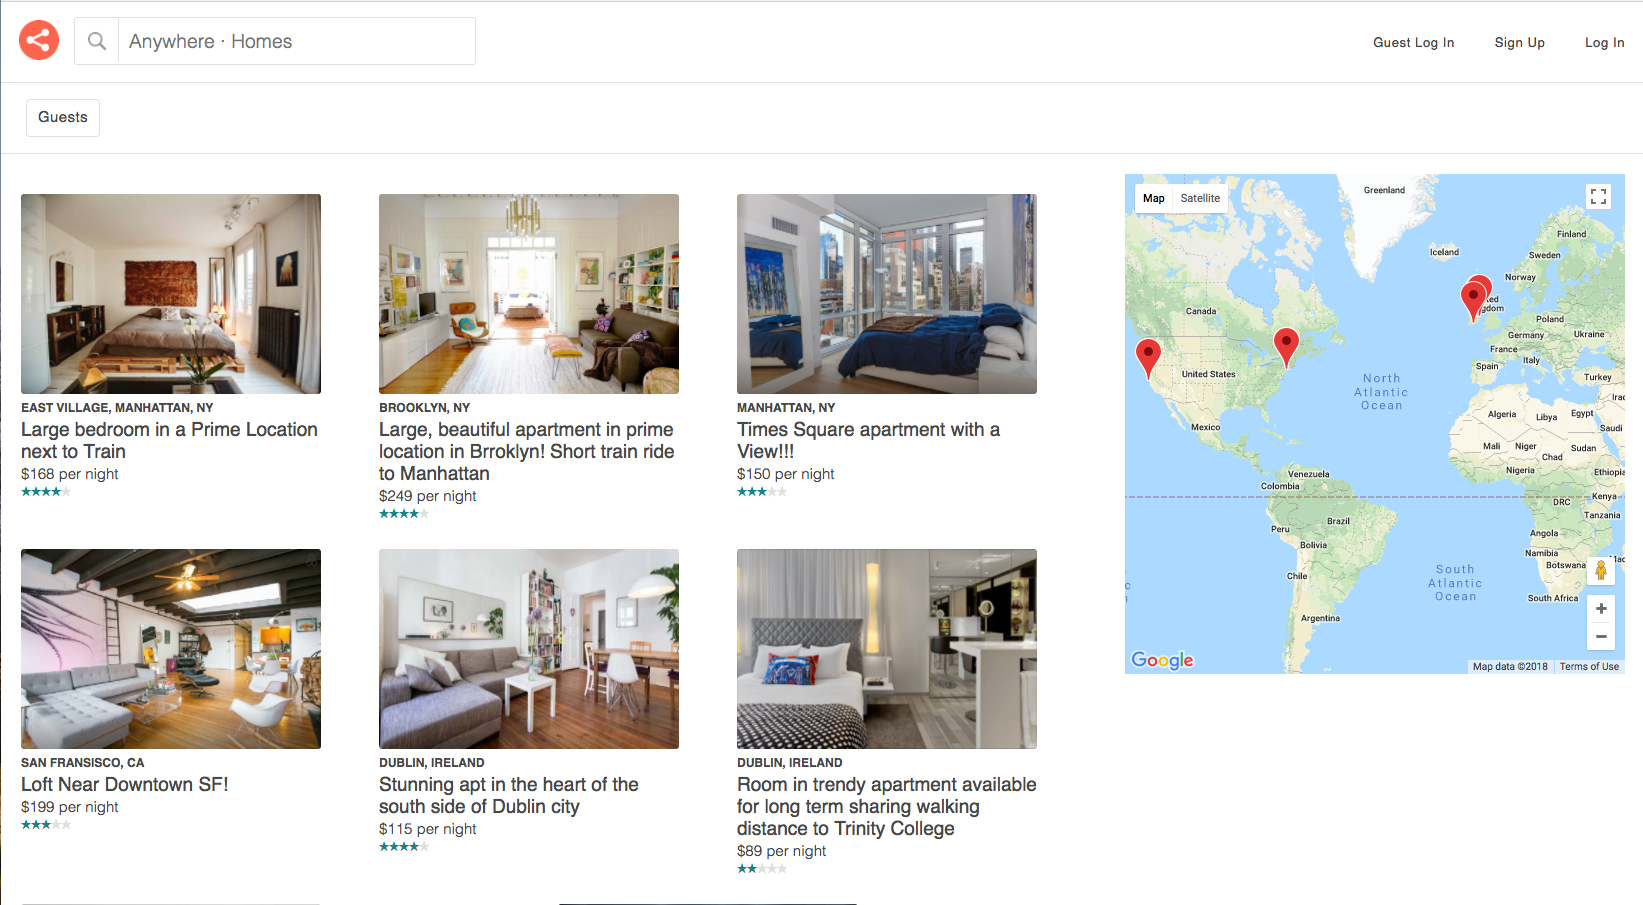 Anywhere · Homes
Guest Log In
Sign Up
Log In
Guests
EAST VILLAGE, MANHATTAN, NY
Large bedroom in a Prime Location
next to Train
$168 per night
BROOKLYN, NY
Large, beautiful apartment in prime
location in Brroklyn! Short train ride
to Manhattan
$249 per night
MANHATTAN, NY
Times Square apartment with a
View!!!
$150 per night
SAN FRANSISCO, CA
Loft Near Downtown SF!
$199 per night
DUBLIN, IRELAND
Stunning apt in the heart of the
south side of Dublin city
$115 per night
DUBLIN, IRELAND
Room in trendy apartment available
for long term sharing walking
distance to Trinity College
$89 per night
Map
Satellite
Greenland
Iceland
Finland
Sweden
Norway
Canada
Poland
Germany
Ukraine
France
Italy
Spain
Turkey
United States
North
Atlantic
Ocean
Mexico
Algeria
Libya
Egypt
Mali
Niger
Chad
Sudan
Nigeria
Venezuela
Colombia
DRC
Kenya
Tanzania
Peru
Brazil
Bolivia
Angola
Namibia
Botswana
Chile
South
Atlantic
Ocean
South Africa
Argentina
Google
Map data ©2018
Terms of Use